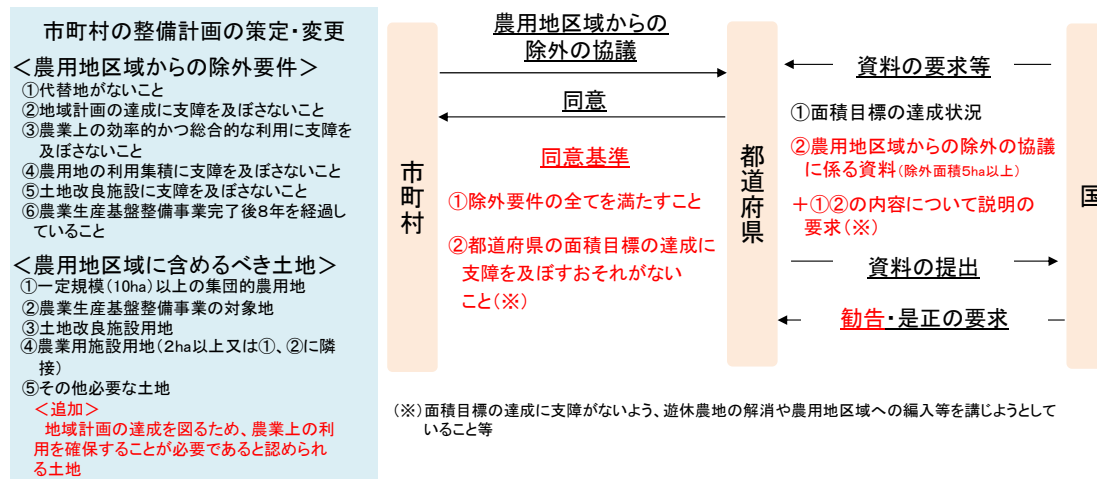 市町村の整備計画の策定・変更
＜農用地区域からの除外要件＞
①代替地がないこと
②地域計画の達成に支障を及ぼさないこと
③農業上の効率的かつ総合的な利用に支障を
及ぼさないこと
④農用地の利用集積に支障を及ぼさないこと
⑤土地改良施設に支障を及ぼさないこと
⑥農業生産基盤整備事業完了後８年を経過し
ていること
＜農用地区域に含めるべき土地＞
①一定規模（10ha）以上の集団的農用地
②農業生産基盤整備事業の対象地
③土地改良施設用地
④農業用施設用地（２ha以上又は①、②に隣
接）
⑤その他必要な土地
＜追加＞
地域計画の達成を図るため、農業上の利
用を確保することが必要であると認められ
る土地
市町村
農用地区域からの
除外の協議
同意
同意基準
①除外要件の全てを満たすこと
②都道府県の面積目標の達成に
支障を及ぼすおそれがない
こと（※）
都道府県
資料の要求等
①面積目標の達成状況
②農用地区域からの除外の協議
に係る資料（除外面積５ha以上）
＋①②の内容について説明の
要求（※）
資料の提出
勧告・是正の要求
国
（※）面積目標の達成に支障がないよう、遊休農地の解消や農用地区域への編入等を講じようとして
いること等